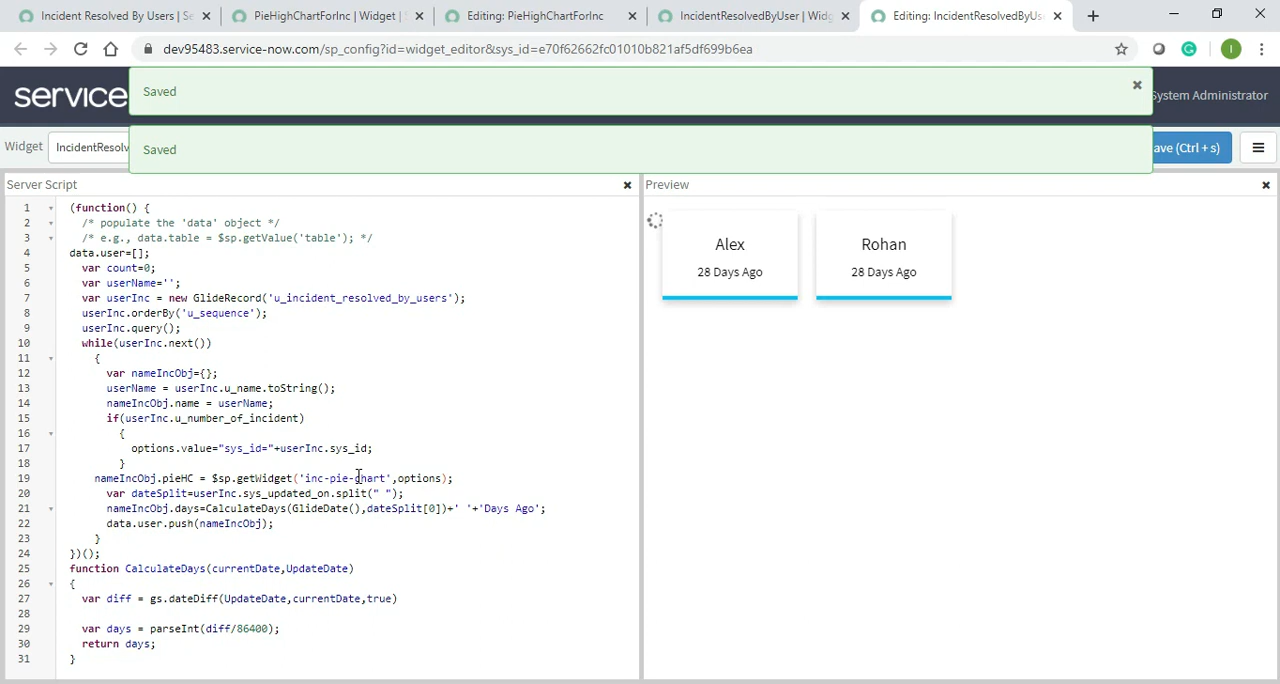 Incident Resolved By Users | Se
PieHighChartForInc | Widget |
Editing: PieHighChartForInc
IncidentResolvedByUser | Widg
Editing: IncidentResolvedByUs
dev95483.service-now.com/sp_config?id=widget_editor&sys_id=e70f62662fc01010b821af5df699b6ea
I
service
Saved
System Administrator
Saved
Widget
IncidentResolv
ave (Ctrl + s)
Server Script
1 (function() {
2 /* populate the 'data' object */
3 /* e.g., data.table = $sp.getValue('table'); */
4 data.user=[];
5 var count=0;
6 var userName='';
7 var userInc = new GlideRecord('u_incident_resolved_by_users');
8 userInc.orderBy('u_sequence');
9 userInc.query();
10 while(userInc.next())
11 {
12 var nameIncObj={};
13 userName = userInc.u_name.toString();
14 nameIncObj.name = userName;
15 if(userInc.u_number_of_incident)
16 {
17 options.value="sys_id="+userInc.sys_id;
18 }
19 nameIncObj.pieHC = $sp.getWidget('inc-pie-chart',options);
20 var dateSplit=userInc.sys_updated_on.split(" ");
21 nameIncObj.days=CalculateDays(GlideDate(),dateSplit[0])+' '+'Days Ago';
22 data.user.push(nameIncObj);
23 }
24 })();
25 function CalculateDays(currentDate,UpdateDate)
26 {
27 var diff = gs.dateDiff(UpdateDate,currentDate,true)
28
29 var days = parseInt(diff/86400);
30 return days;
31 }
Preview
Alex
28 Days Ago
Rohan
28 Days Ago